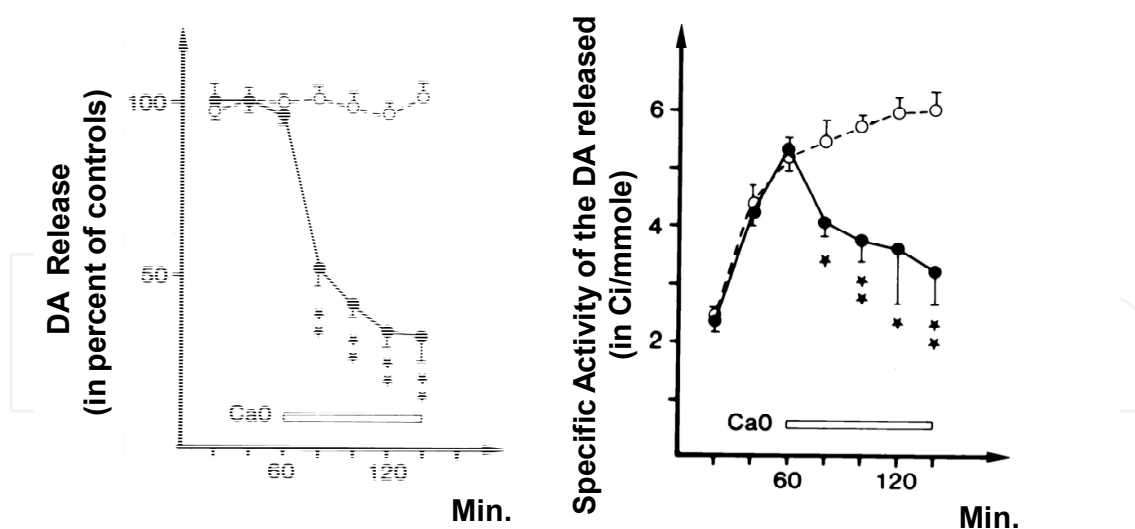 DA Release
(in percent of controls)
100
50
Ca0
60 120
Min.
Specific Activity of the DA released
(in Ci/mmole)
6
4
2
Ca0
60 120
Min.